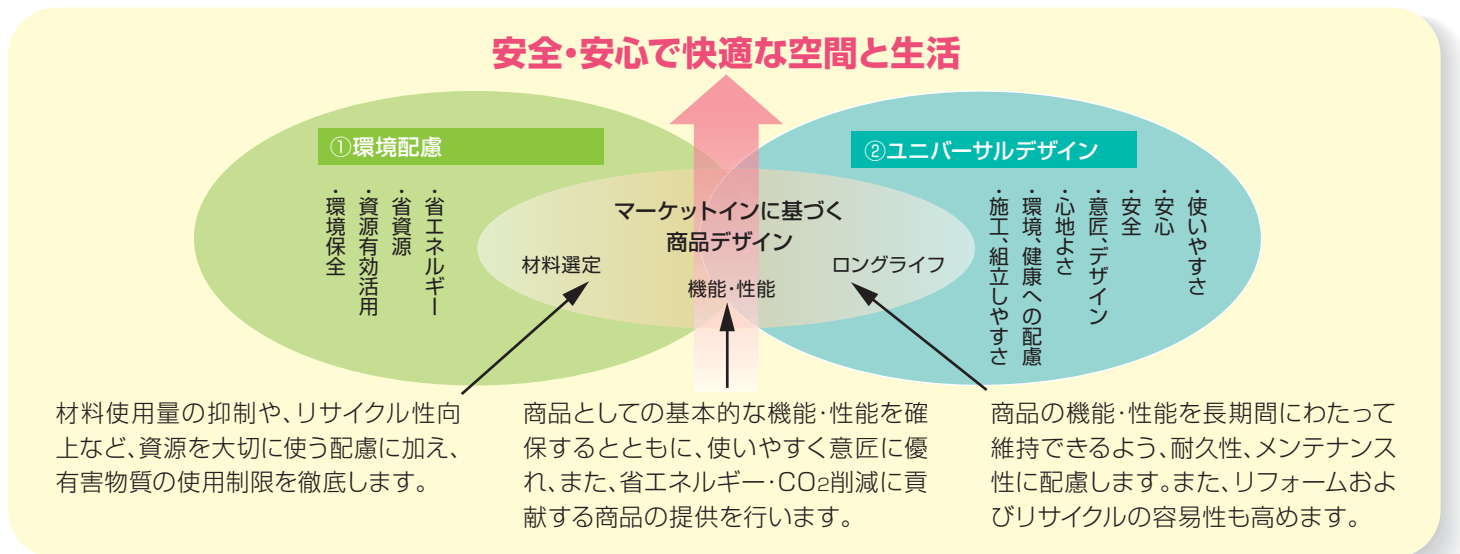 安全・安心で快適な空間と生活
①環境配慮
・省エネルギー
・省資源
・資源有効活用
・環境保全
②ユニバーサルデザイン
・使いやすさ
・安心
・安全
・意匠、デザイン
・心地よさ
・環境、健康への配慮
・施工、組立しやすさ
マーケットインに基づく
商品デザイン
材料選定
機能・性能
ロングライフ
材料使用量の抑制や、リサイクル性向
上など、資源を大切に使う配慮に加え、
有害物質の使用制限を徹底します。
商品としての基本的な機能・性能を確
保するとともに、使いやすく意匠に優
れ、また、省エネルギー・CO2削減に貢
献する商品の提供を行います。
商品の機能・性能を長期間にわたって
維持できるよう、耐久性、メンテナンス
性に配慮します。また、リフォームおよ
びリサイクルの容易性も高めます。